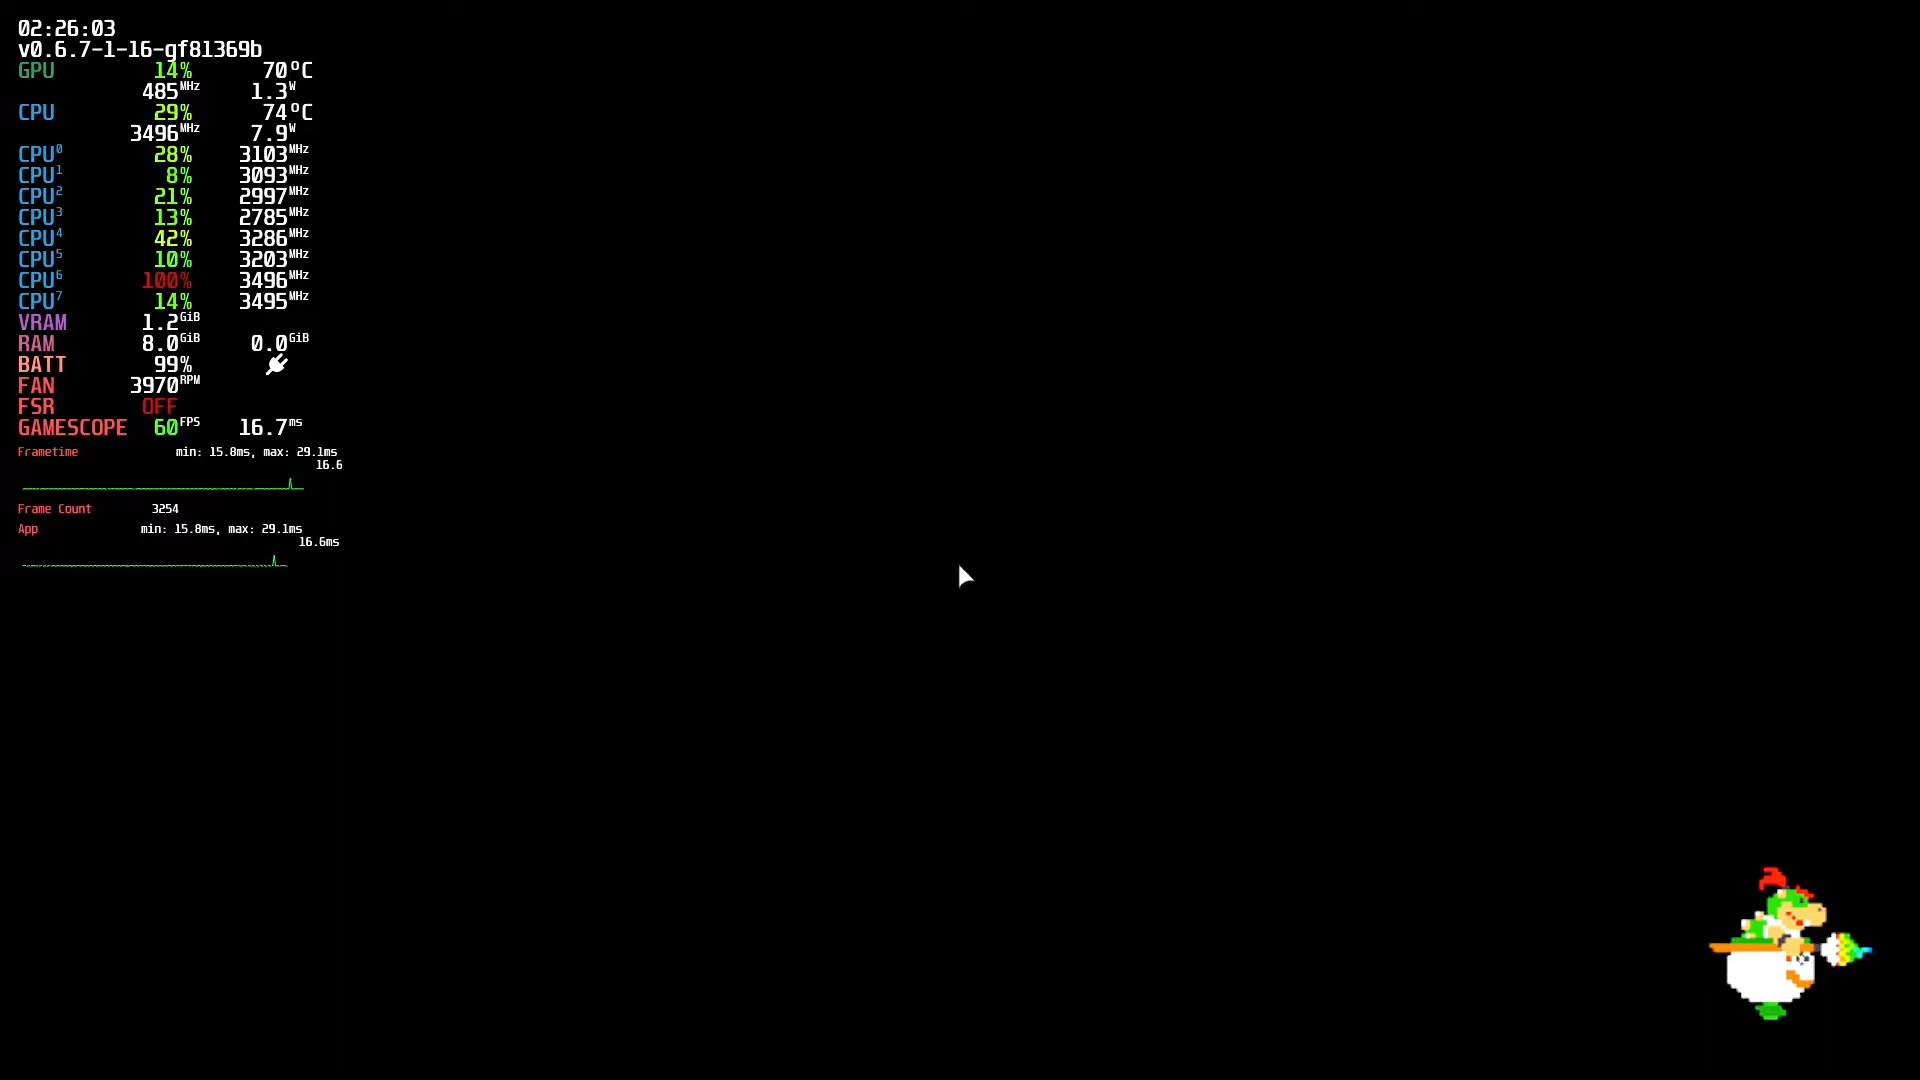 02:26:03
v0.6.7-1-16-gf81369b
GPU 14% 70°C
485MHz 1.3W
CPU 29% 74°C
3496MHz 7.9W
CPU0 28% 3103MHz
CPU1 8% 3093MHz
CPU2 21% 2997MHz
CPU3 13% 2785MHz
CPU4 42% 3286MHz
CPU5 10% 3203MHz
CPU6 100% 3496MHz
CPU7 14% 3495MHz
VRAM 1.2GiB
RAM 8.0GiB 0.0GiB
BATT 99%
FAN 3970RPM
FSR OFF
GAMESCOPE 60FPS 16.7ms
Frametime min: 15.8ms, max: 29.1ms
16.6
Frame Count 3254
App min: 15.8ms, max: 29.1ms
16.6ms